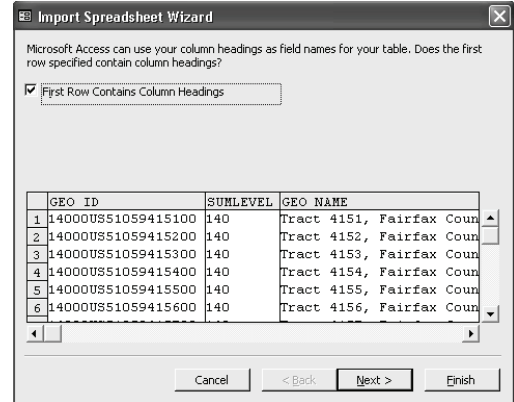 Import Spreadsheet Wizard
Microsoft Access can use your column headings as field names for your table. Does the first
row specified contain column headings?
First Row Contains Column Headings
GEO ID SUMLEVEL GEO NAME
1 14000US51059415100 140 Tract 4151, Fairfax Coun
2 14000US51059415200 140 Tract 4152, Fairfax Coun
3 14000US51059415300 140 Tract 4153, Fairfax Coun
4 14000US51059415400 140 Tract 4154, Fairfax Coun
5 14000US51059415500 140 Tract 4155, Fairfax Coun
6 14000US51059415600 140 Tract 4156, Fairfax Coun
Cancel < Back Next > Finish